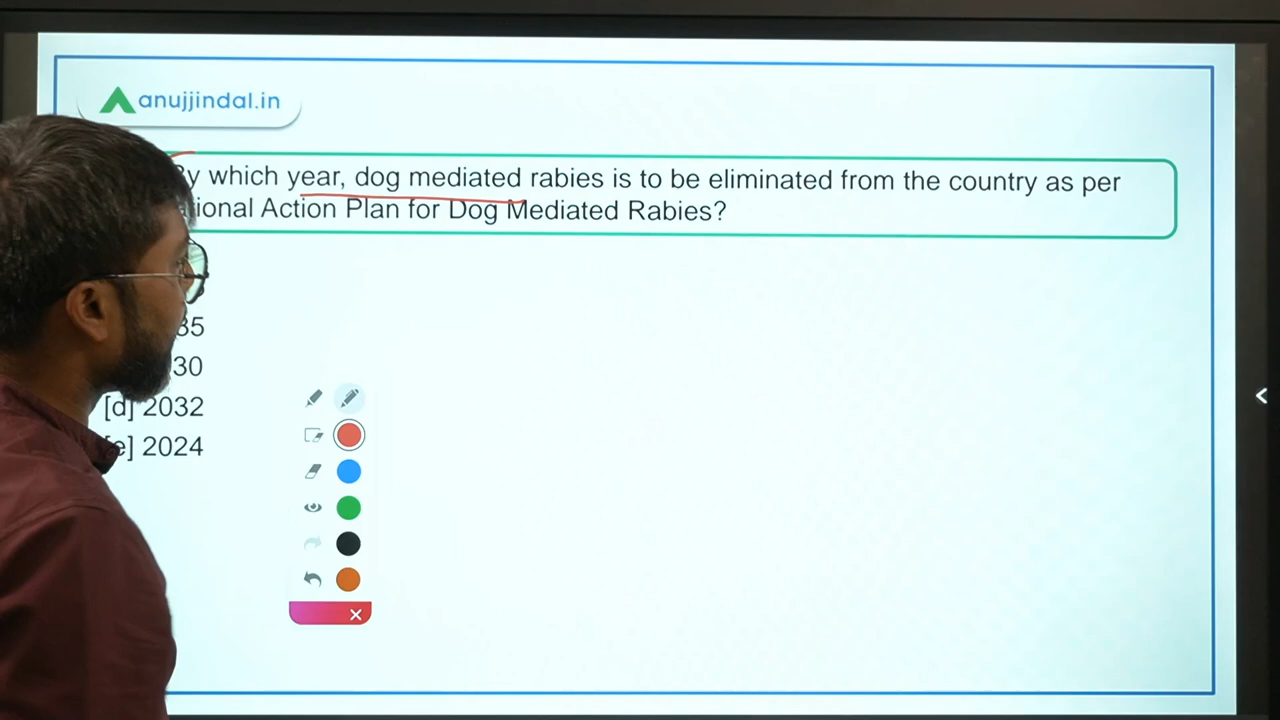 anujjindal.in
By which year, dog mediated rabies is to be eliminated from the country as per
Action Plan for Dog Mediated Rabies?
35
30
[d] 2032
[e] 2024